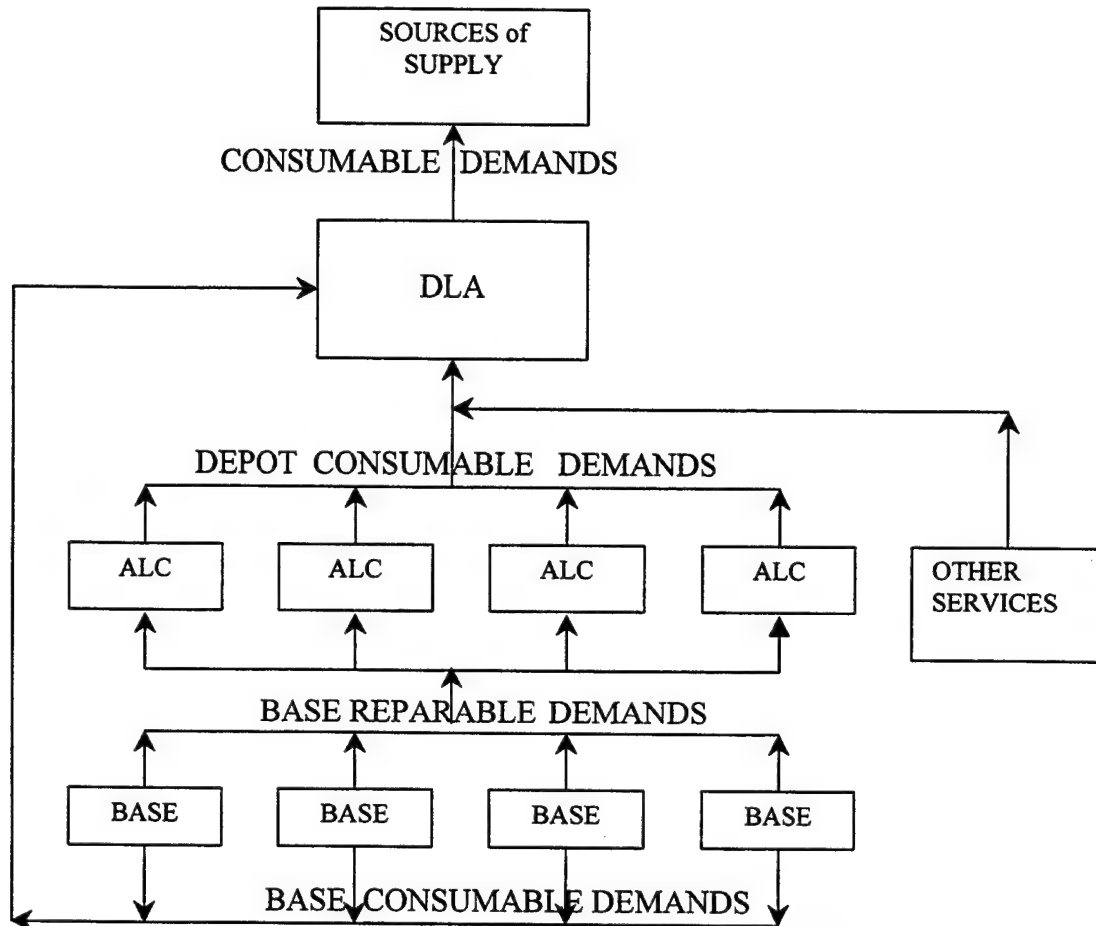 SOURCES of
SUPPLY
CONSUMABLE DEMANDS
DLA
DEPOT CONSUMABLE DEMANDS
ALC
ALC
ALC
ALC
OTHER
SERVICES
BASE REPARABLE DEMANDS
BASE
BASE
BASE
BASE
BASE CONSUMABLE DEMANDS